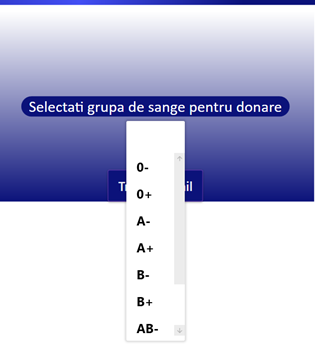 Selectati grupa de sange pentru donare
0-
0+
A-
A+
B-
B+
AB-